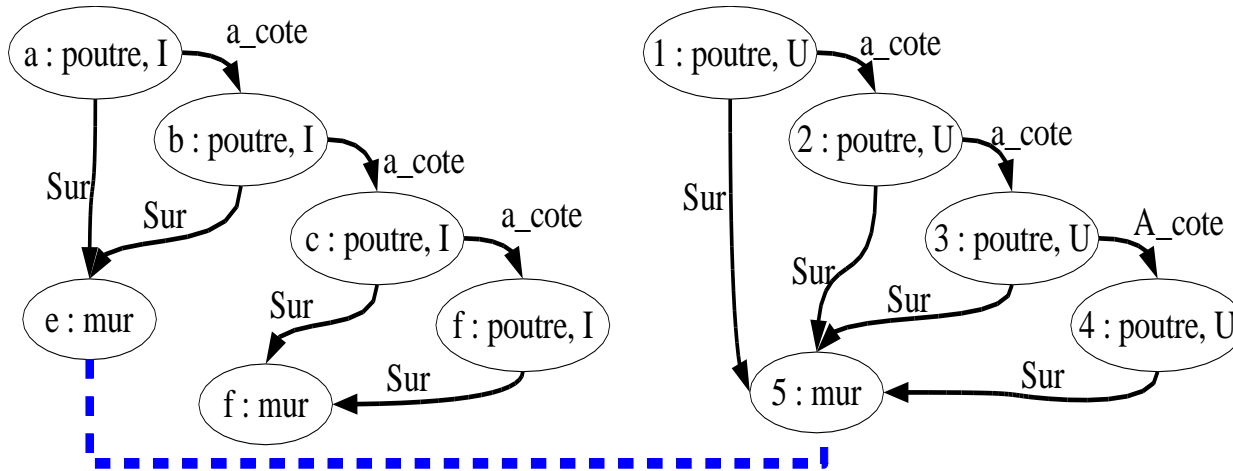 a : poutre, I
a_cote
b : poutre, I
a_cote
Sur
Sur
c : poutre, I
a_cote
e : mur
Sur
f : poutre, I
Sur
f : mur
1 : poutre, U
a_cote
2 : poutre, U
a_cote
Sur
3 : poutre, U
A_cote
Sur
Sur
4 : poutre, U
Sur
5 : mur